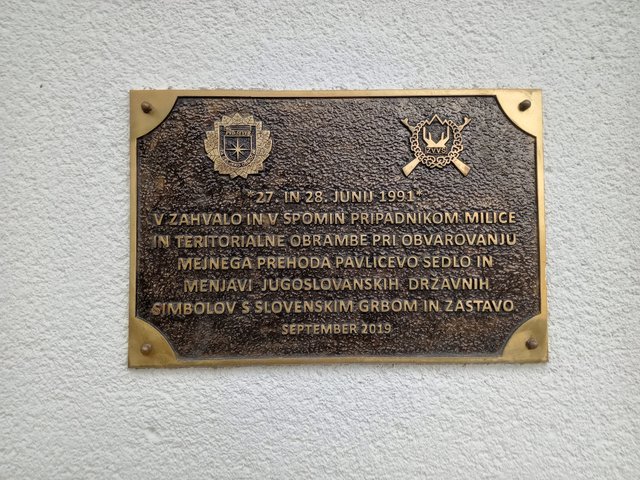 27. IN 28. JUNIJ 1991
V ZAHVALO IN V SPOMIN PRIPADNIKOM MILICE
IN TERITORIALNE OBRAMBE PRI OBVAROVANJU
MEJNEGA PREHODA PAVLIČEVO SEDLO IN
MENJAVI JUGOSLOVANSKIH DRŽAVNIH
SIMBOLOV S SLOVENSKIM GRBOM IN ZASTAVO.
SEPTEMBER 2019